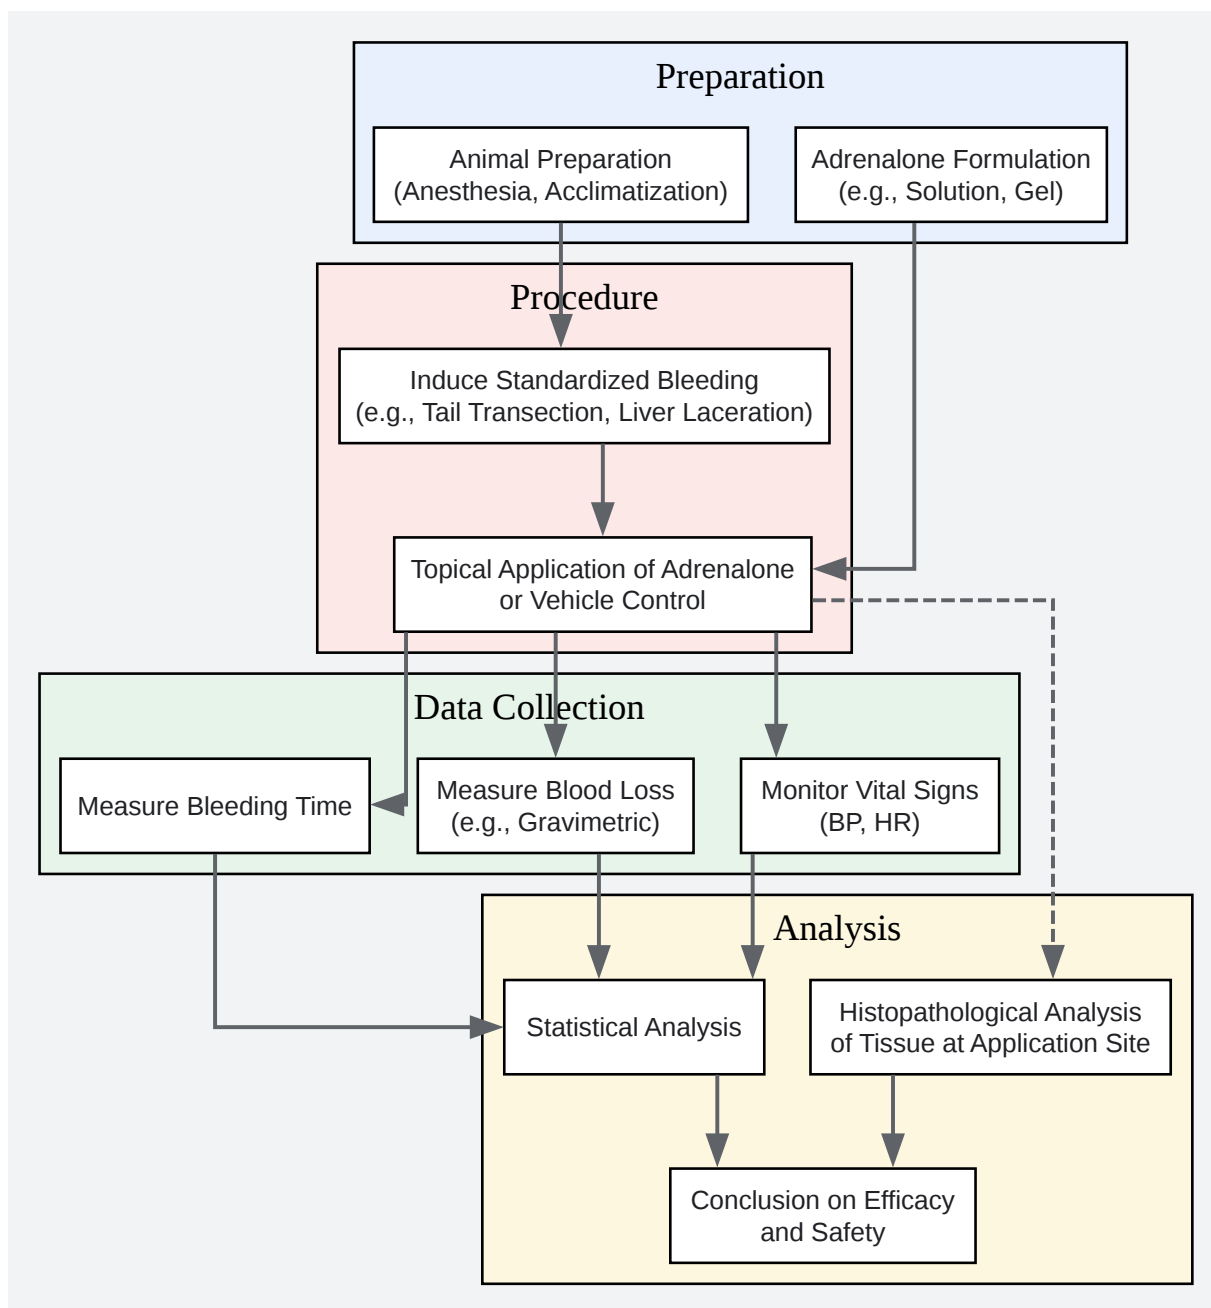 Preparation
Animal Preparation
(Anesthesia, Acclimatization)
Adrenalone Formulation
(e.g., Solution, Gel)
Procedure
Induce Standardized Bleeding
(e.g., Tail Transection, Liver Laceration)
Topical Application of Adrenalone
or Vehicle Control
Data Collection
Measure Bleeding Time
Measure Blood Loss
(e.g., Gravimetric)
Monitor Vital Signs
(BP, HR)
Analysis
Statistical Analysis
Histopathological Analysis
of Tissue at Application Site
Conclusion on Efficacy
and Safety